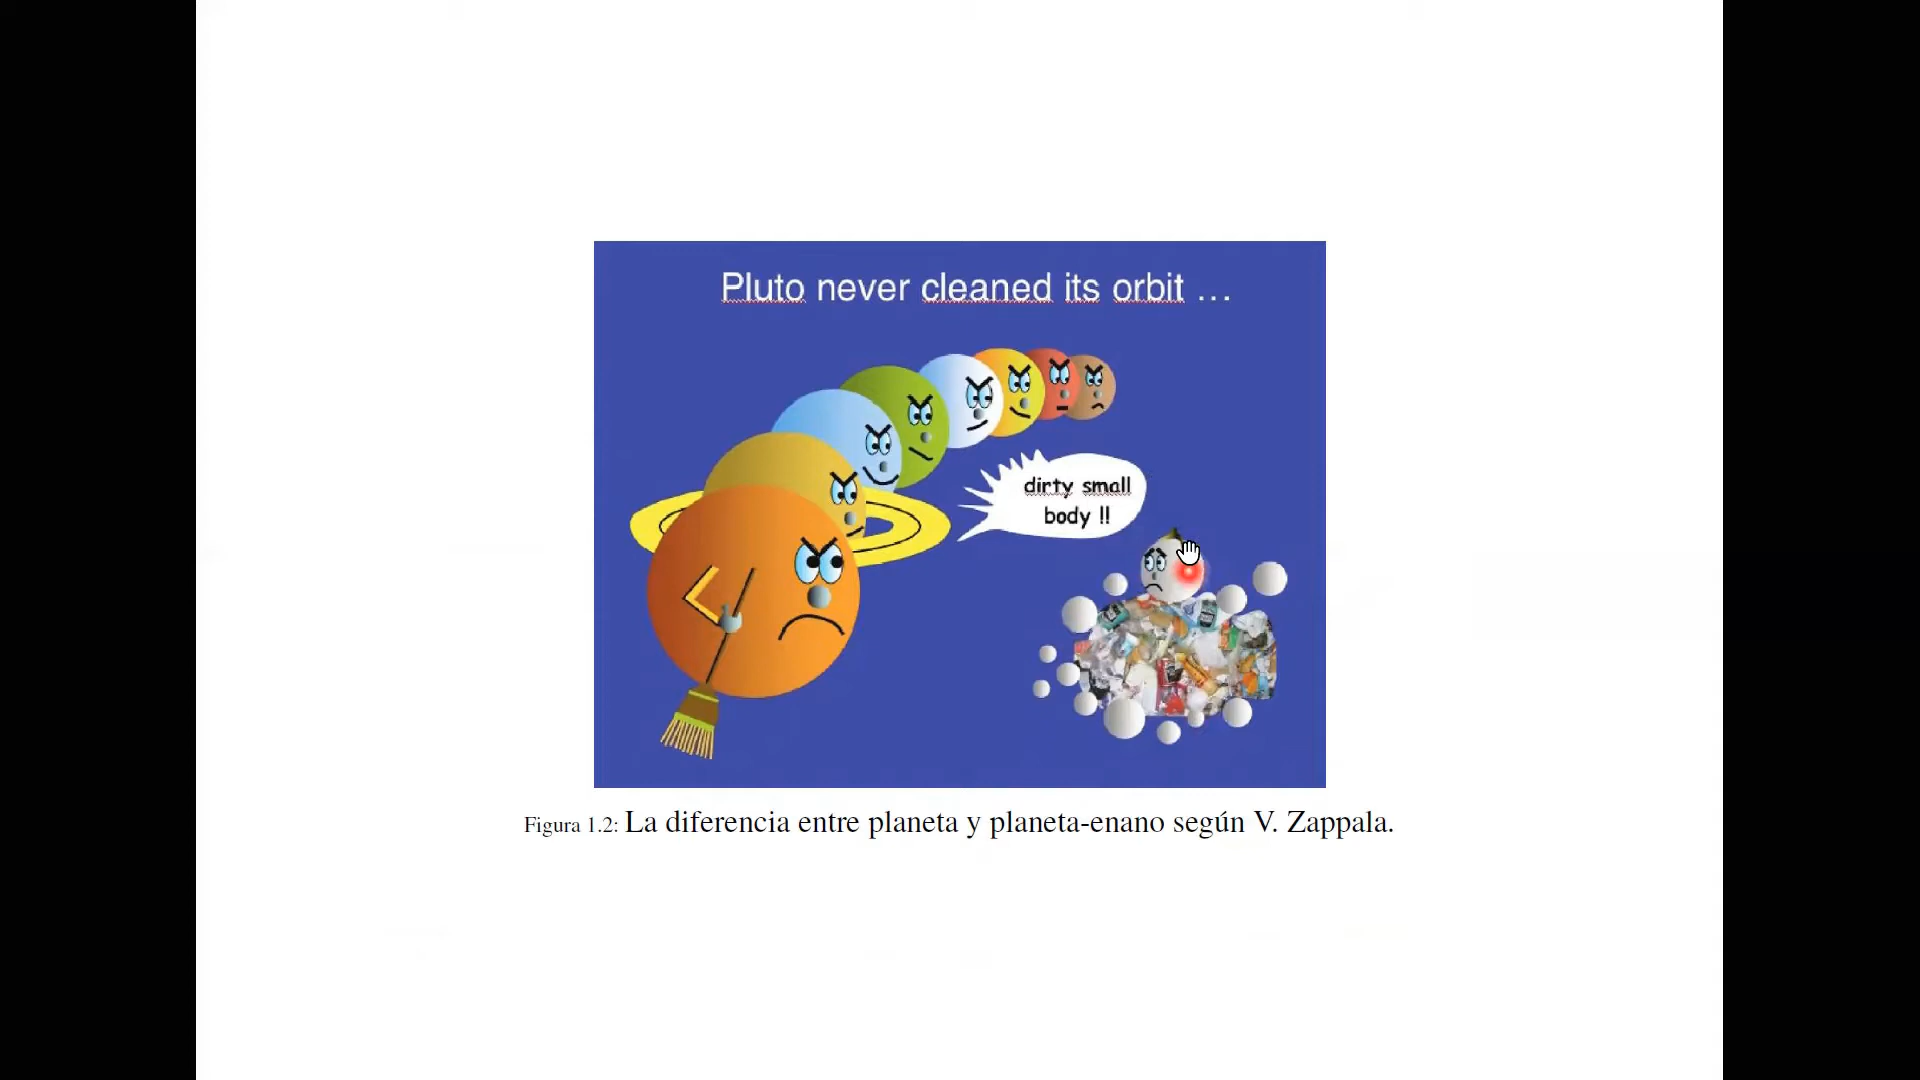 Pluto never cleaned its orbit ...
dirty small
body !!
Figura 1.2: La diferencia entre planeta y planeta-enano según V. Zappala.